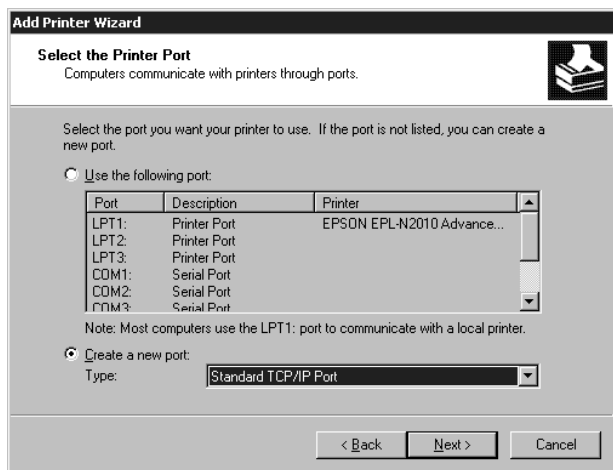 Add Printer Wizard
Select the Printer Port
Computers communicate with printers through ports.
Select the port you want your printer to use. If the port is not listed, you can create a
new port.
Use the following port:
Port Description Printer
LPT1: Printer Port EPSON EPL-N2010 Advance...
LPT2: Printer Port
LPT3: Printer Port
COM1: Serial Port
COM2: Serial Port
COM3: Serial Port
Note: Most computers use the LPT1: port to communicate with a local printer.
Create a new port:
Type: Standard TCP/IP Port
< Back Next > Cancel